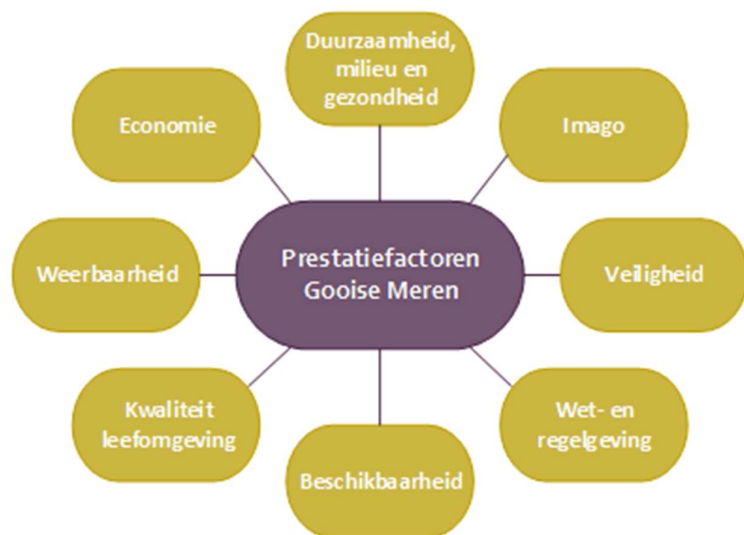 Duurzaamheid,
milieu en
gezondheid
Economie
Imago
Weerbaarheid
Prestatiefactoren
Gooise Meren
Veiligheid
Kwaliteit
leefomgeving
Wet- en
regelgeving
Beschikbaarheid